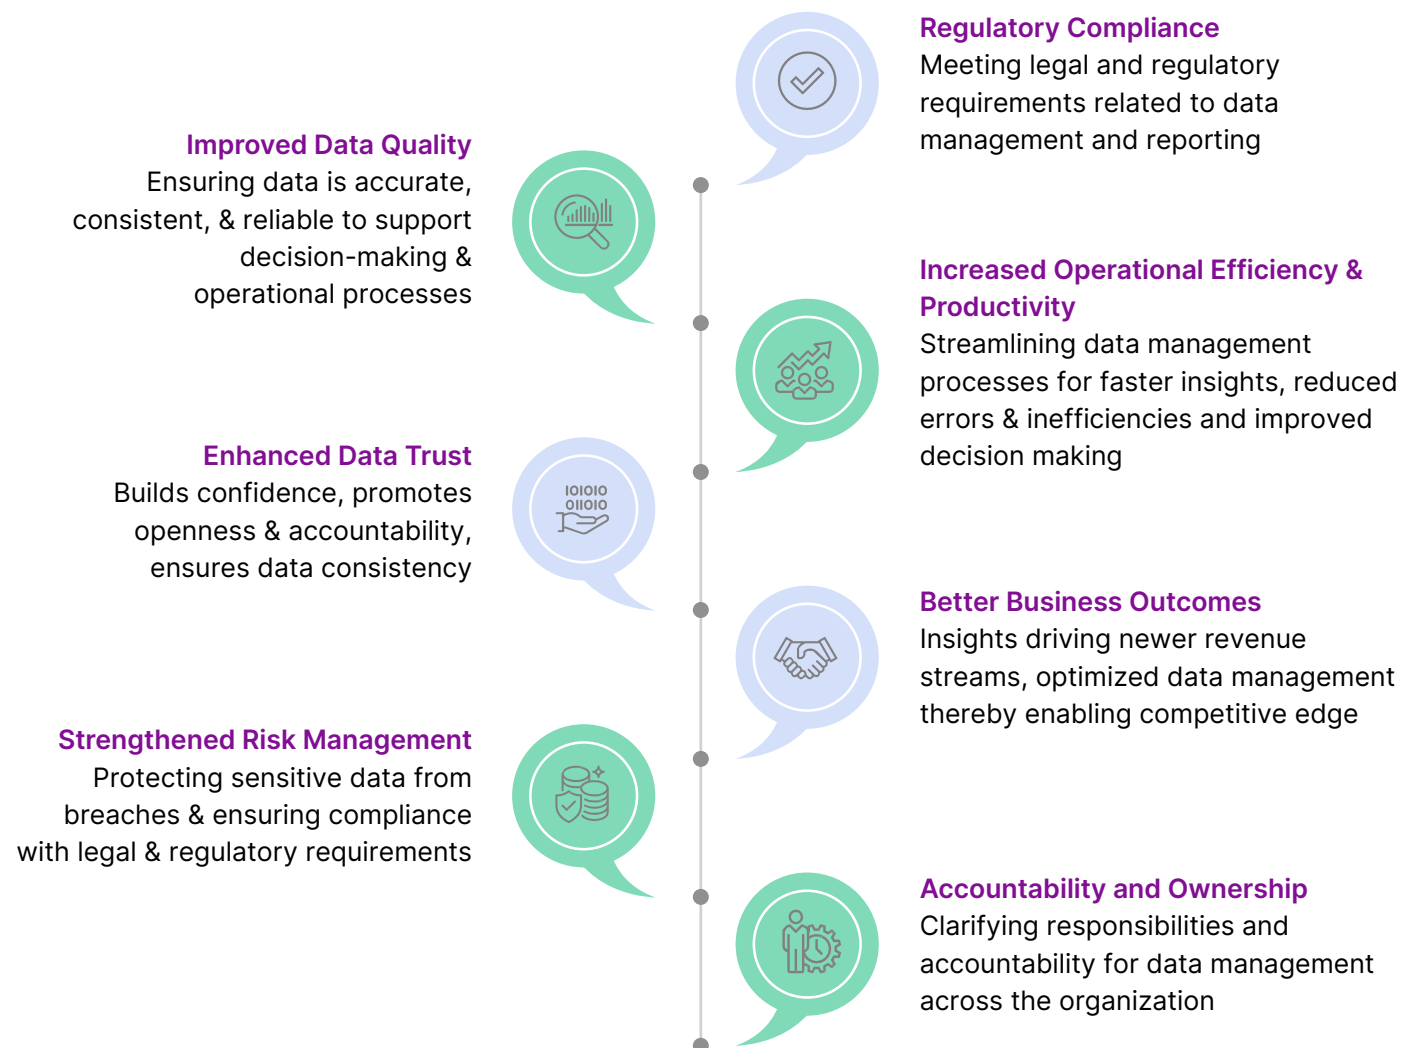 Regulatory Compliance
Meeting legal and regulatory
requirements related to data
management and reporting
Improved Data Quality
Ensuring data is accurate,
consistent, & reliable to support
decision-making &
operational processes
Increased Operational Efficiency &
Productivity
Streamlining data management
processes for faster insights, reduced
errors & inefficiencies and improved
decision making
Enhanced Data Trust
Builds confidence, promotes
openness & accountability,
ensures data consistency
101010
011010
Better Business Outcomes
Insights driving newer revenue
streams, optimized data management
thereby enabling competitive edge
Strengthened Risk Management
Protecting sensitive data from
breaches & ensuring compliance
with legal & regulatory requirements
Accountability and Ownership
Clarifying responsibilities and
accountability for data management
across the organization